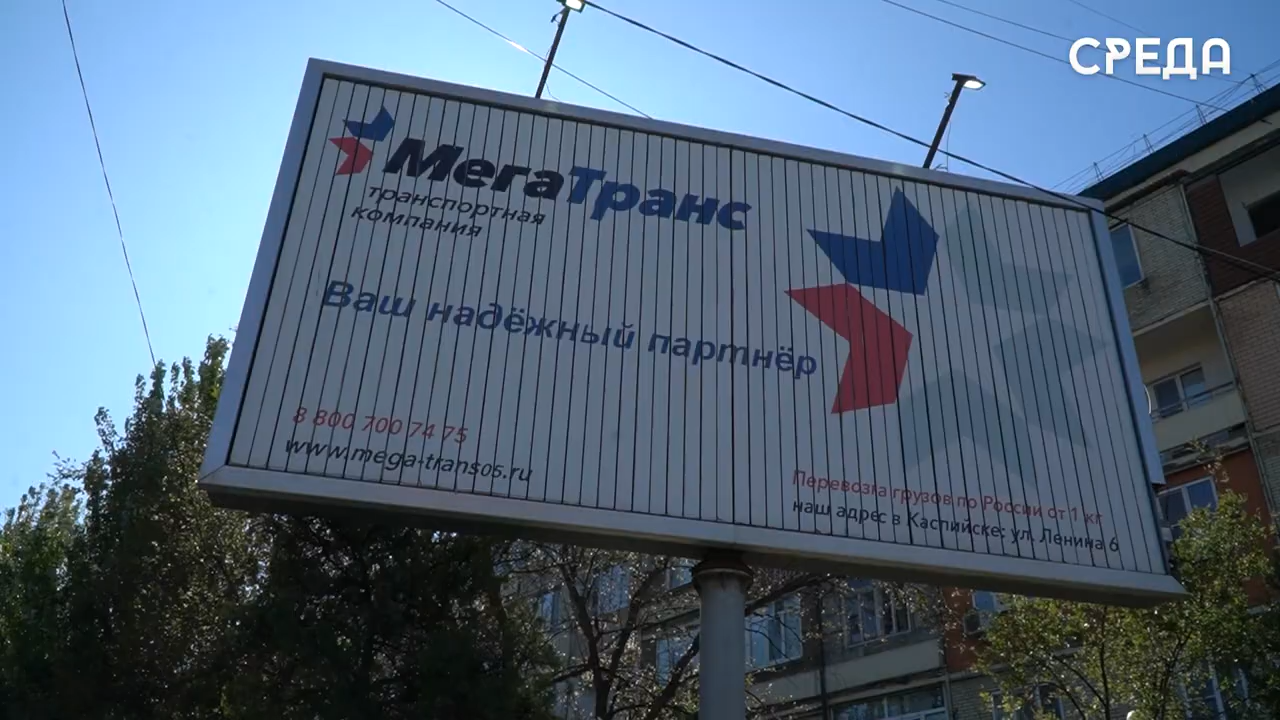 СРЕДА
МегаТранс
транспортная
компания
Ваш надёжный партнёр
8 800 700 74 75
www.mega-trans05.ru
Перевозка грузов по России от 1 кг
наш адрес в Каспийске: ул. Ленина 6